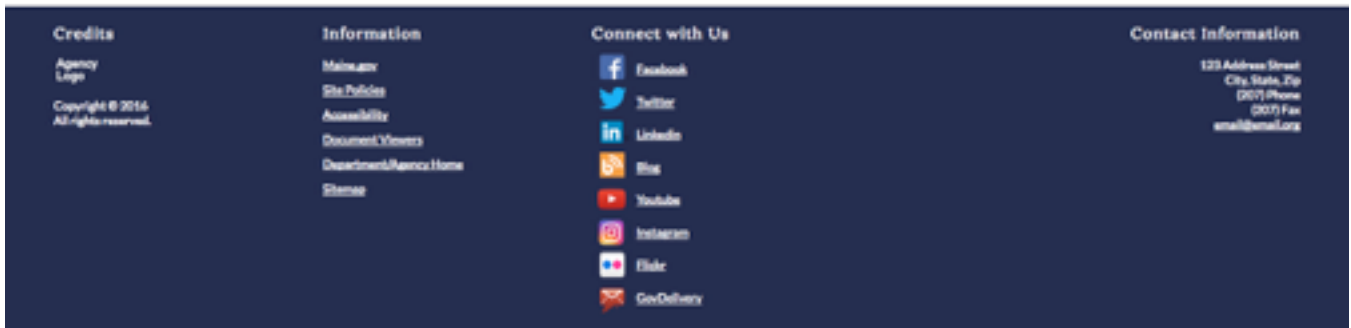 Credits
Agency
Logo
Copyright © 2016
All rights reserved.
Information
Maine.gov
Site Policies
Accessibility
Document Viewers
Department/Agency Home
Sitemap
Connect with Us
Facebook
Twitter
LinkedIn
Blog
Youtube
Instagram
Flickr
GovDelivery
Contact Information
123 Address Street
City, State, Zip
(207) Phone
(207) Fax
email@email.org